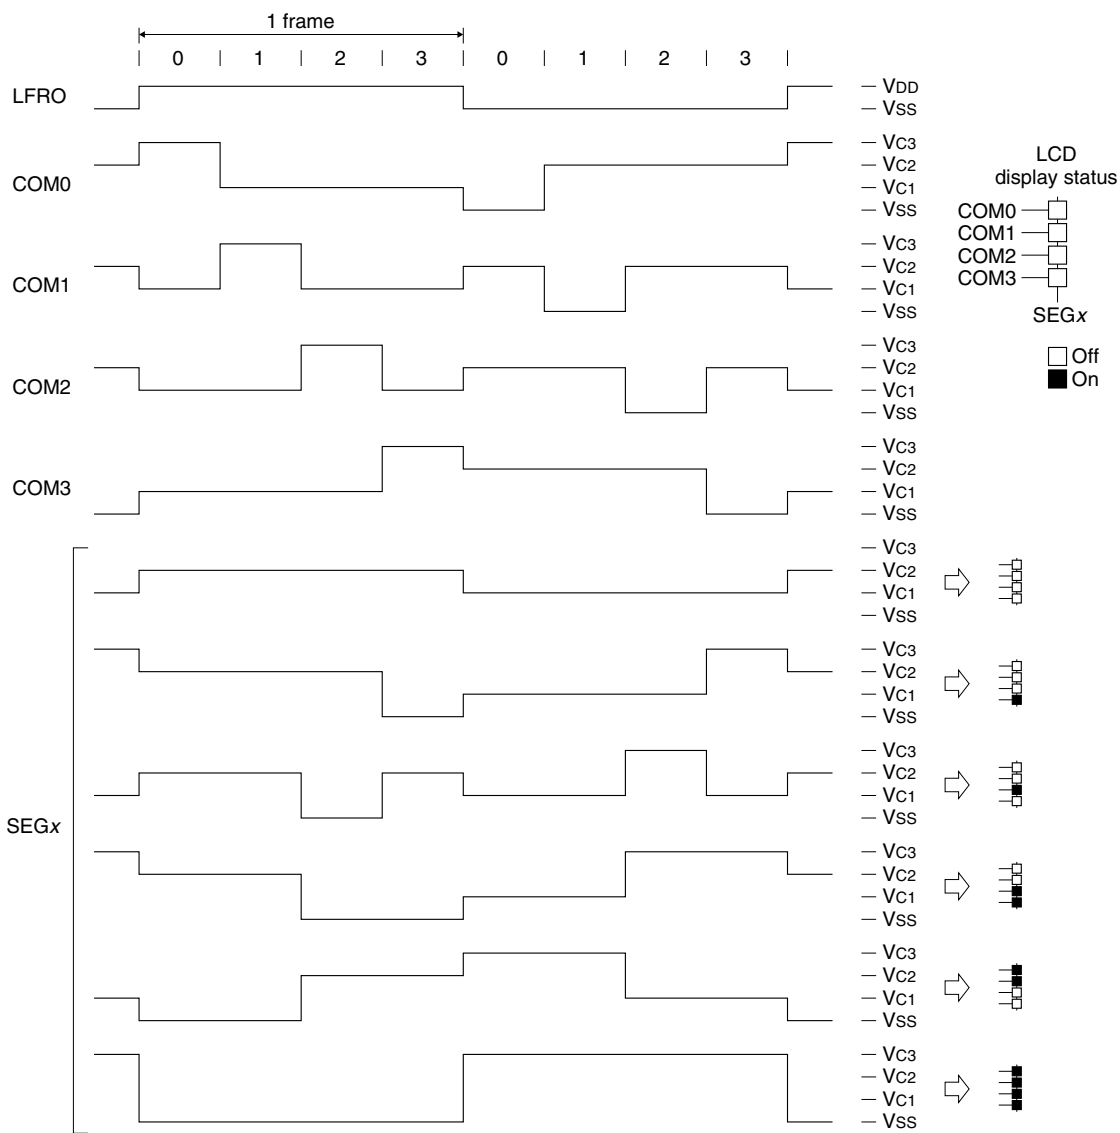 1 frame
0 1 2 3 0 1 2 3
LFRO
VDD
VSS
COM0
VC3
VC2
VC1
VSS
LCD
display status
COM0
COM1
COM2
COM3
SEGx
Off
On
COM1
VC3
VC2
VC1
VSS
COM2
VC3
VC2
VC1
VSS
COM3
VC3
VC2
VC1
VSS
SEGx
VC3
VC2
VC1
VSS
VC3
VC2
VC1
VSS
VC3
VC2
VC1
VSS
VC3
VC2
VC1
VSS
VC3
VC2
VC1
VSS
VC3
VC2
VC1
VSS